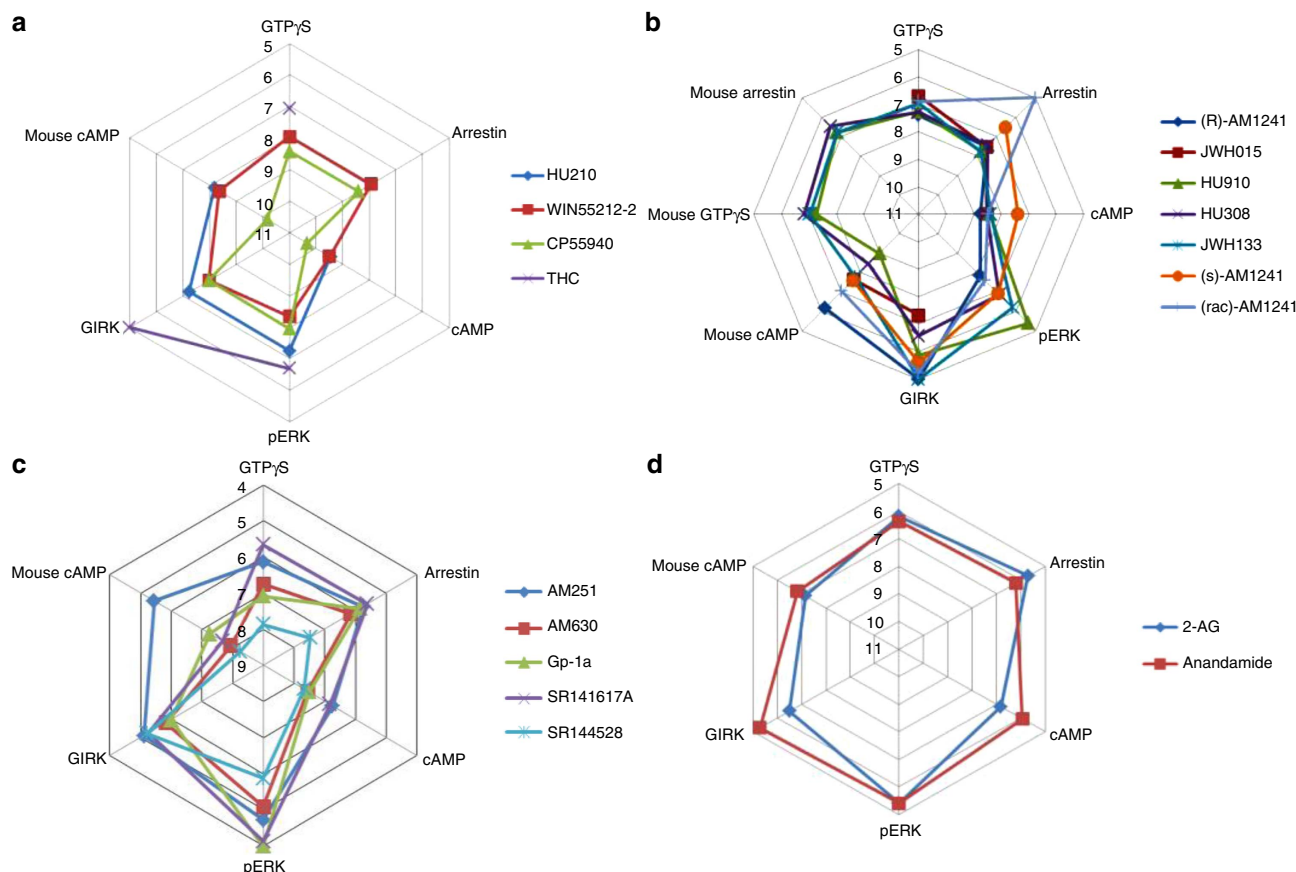 a
GTPγS
5
6
7
8
9
10
11
Mouse cAMP
Arrestin
GIRK
cAMP
pERK
HU210
WIN55212-2
CP55940
THC
b
GTPγS
5
6
7
8
9
10
11
Mouse arrestin
Arrestin
Mouse GTPγS
cAMP
Mouse cAMP
pERK
GIRK
(R)-AM1241
JWH015
HU910
HU308
JWH133
(s)-AM1241
(rac)-AM1241
c
GTPγS
4
5
6
7
8
9
Mouse cAMP
Arrestin
GIRK
cAMP
pERK
AM251
AM630
Gp-1a
SR141617A
SR144528
d
GTPγS
5
6
7
8
9
10
11
Mouse cAMP
Arrestin
GIRK
cAMP
pERK
2-AG
Anandamide